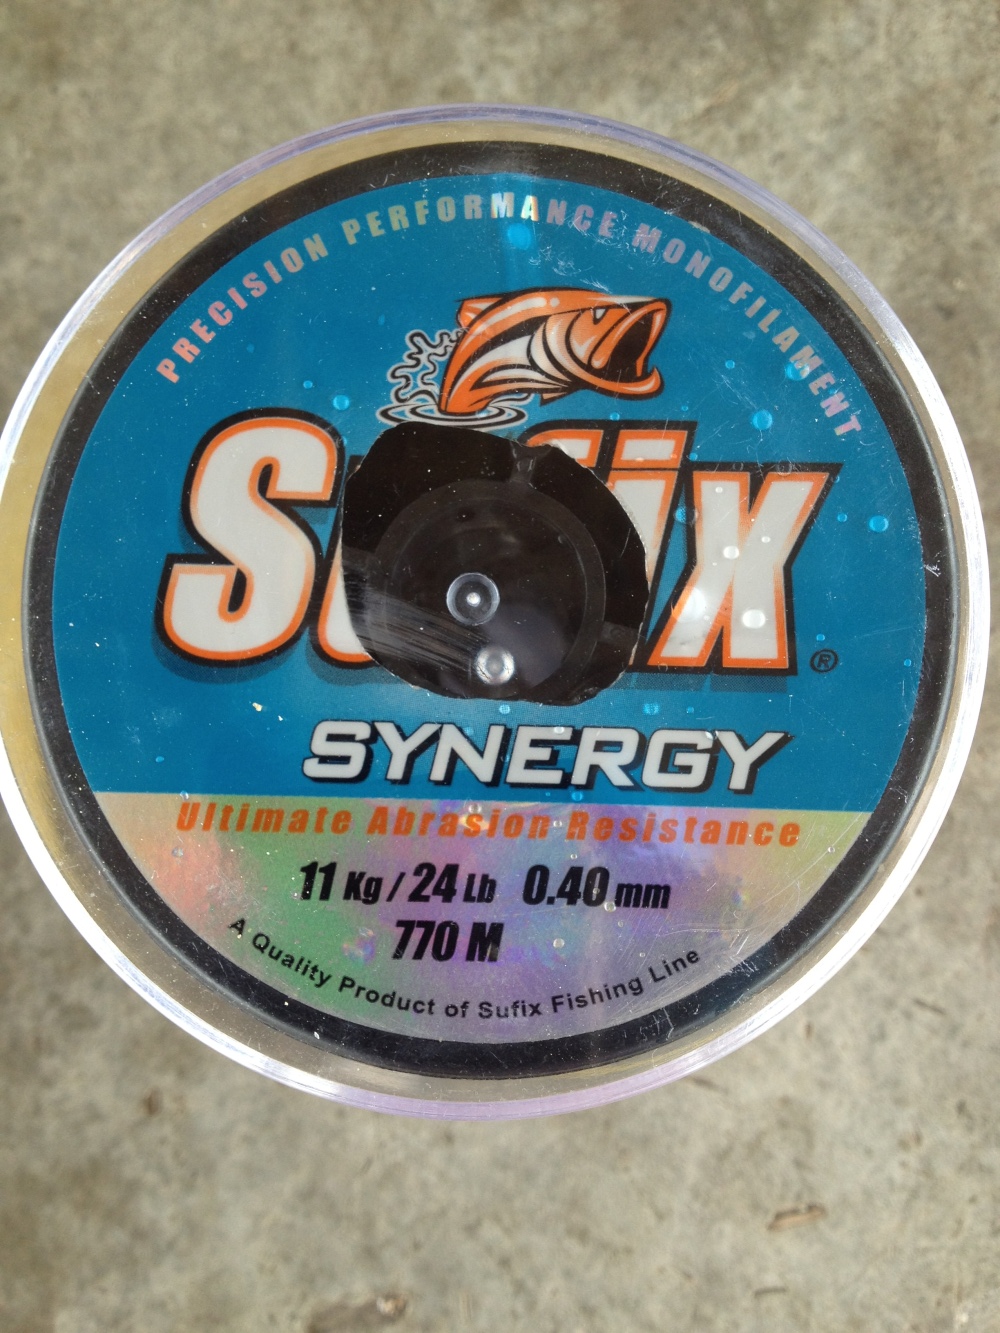 PRECISION PERFORMANCE MONOFILAMENT
Sufix®
SYNERGY
Ultimate Abrasion Resistance
11 Kg / 24 Lb 0.40 mm
770 M
A Quality Product of Sufix Fishing Line